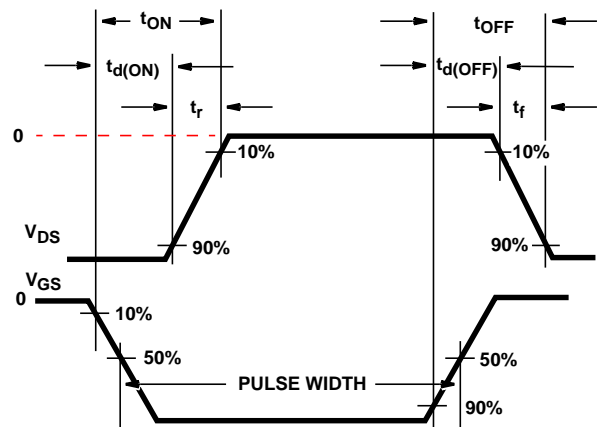 tON
tOFF
td(ON)
td(OFF)
tr
tf
0
10%
10%
90%
90%
VDS
VGS
0
10%
50%
50%
PULSE WIDTH
90%